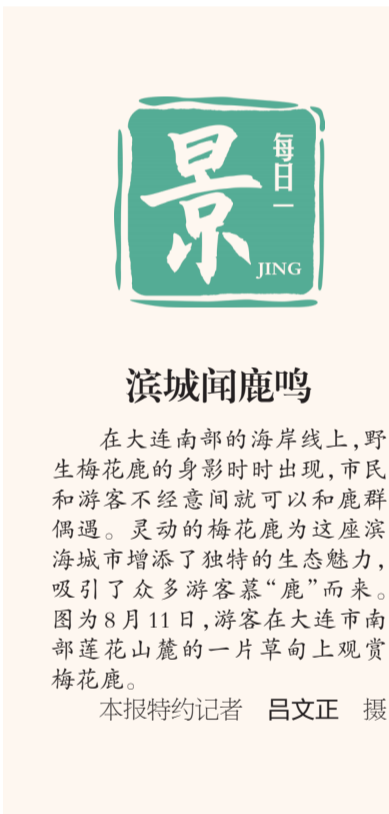 每日一
景
JING
滨城闻鹿鸣
在大连南部的海岸线上,野
生梅花鹿的身影时时出现,市民
和游客不经意间就可以和鹿群
偶遇。灵动的梅花鹿为这座滨
海城市增添了独特的生态魅力,
吸引了众多游客慕“鹿”而来。
图为8月11日,游客在大连市南
部莲花山麓的一片草甸上观赏
梅花鹿。
本报特约记者 吕文正 摄